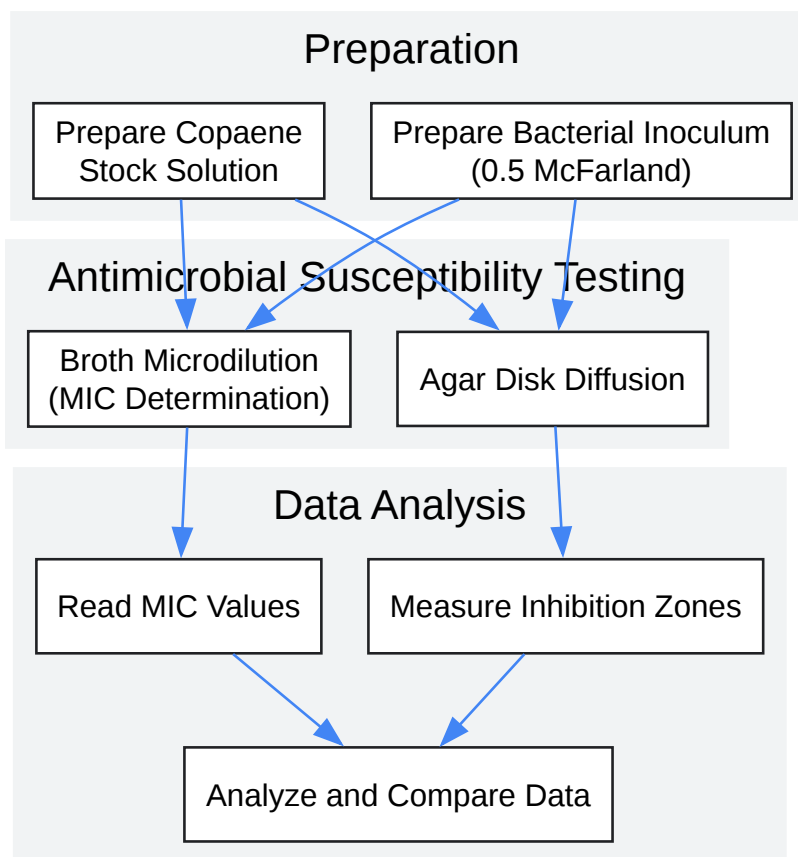 Preparation
Prepare Copaene
Stock Solution
Prepare Bacterial Inoculum
(0.5 McFarland)
Antimicrobial Susceptibility Testing
Broth Microdilution
(MIC Determination)
Agar Disk Diffusion
Data Analysis
Read MIC Values
Measure Inhibition Zones
Analyze and Compare Data